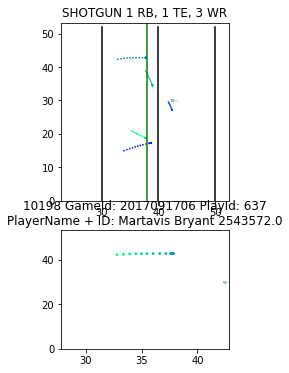 SHOTGUN 1 RB, 1 TE, 3 WR
50
40
30
20
10
0
30 40 50
10198 GameId: 2017091706 PlayId: 637
PlayerName + ID: Martavis Bryant 2543572.0
40
20
0
30 35 40